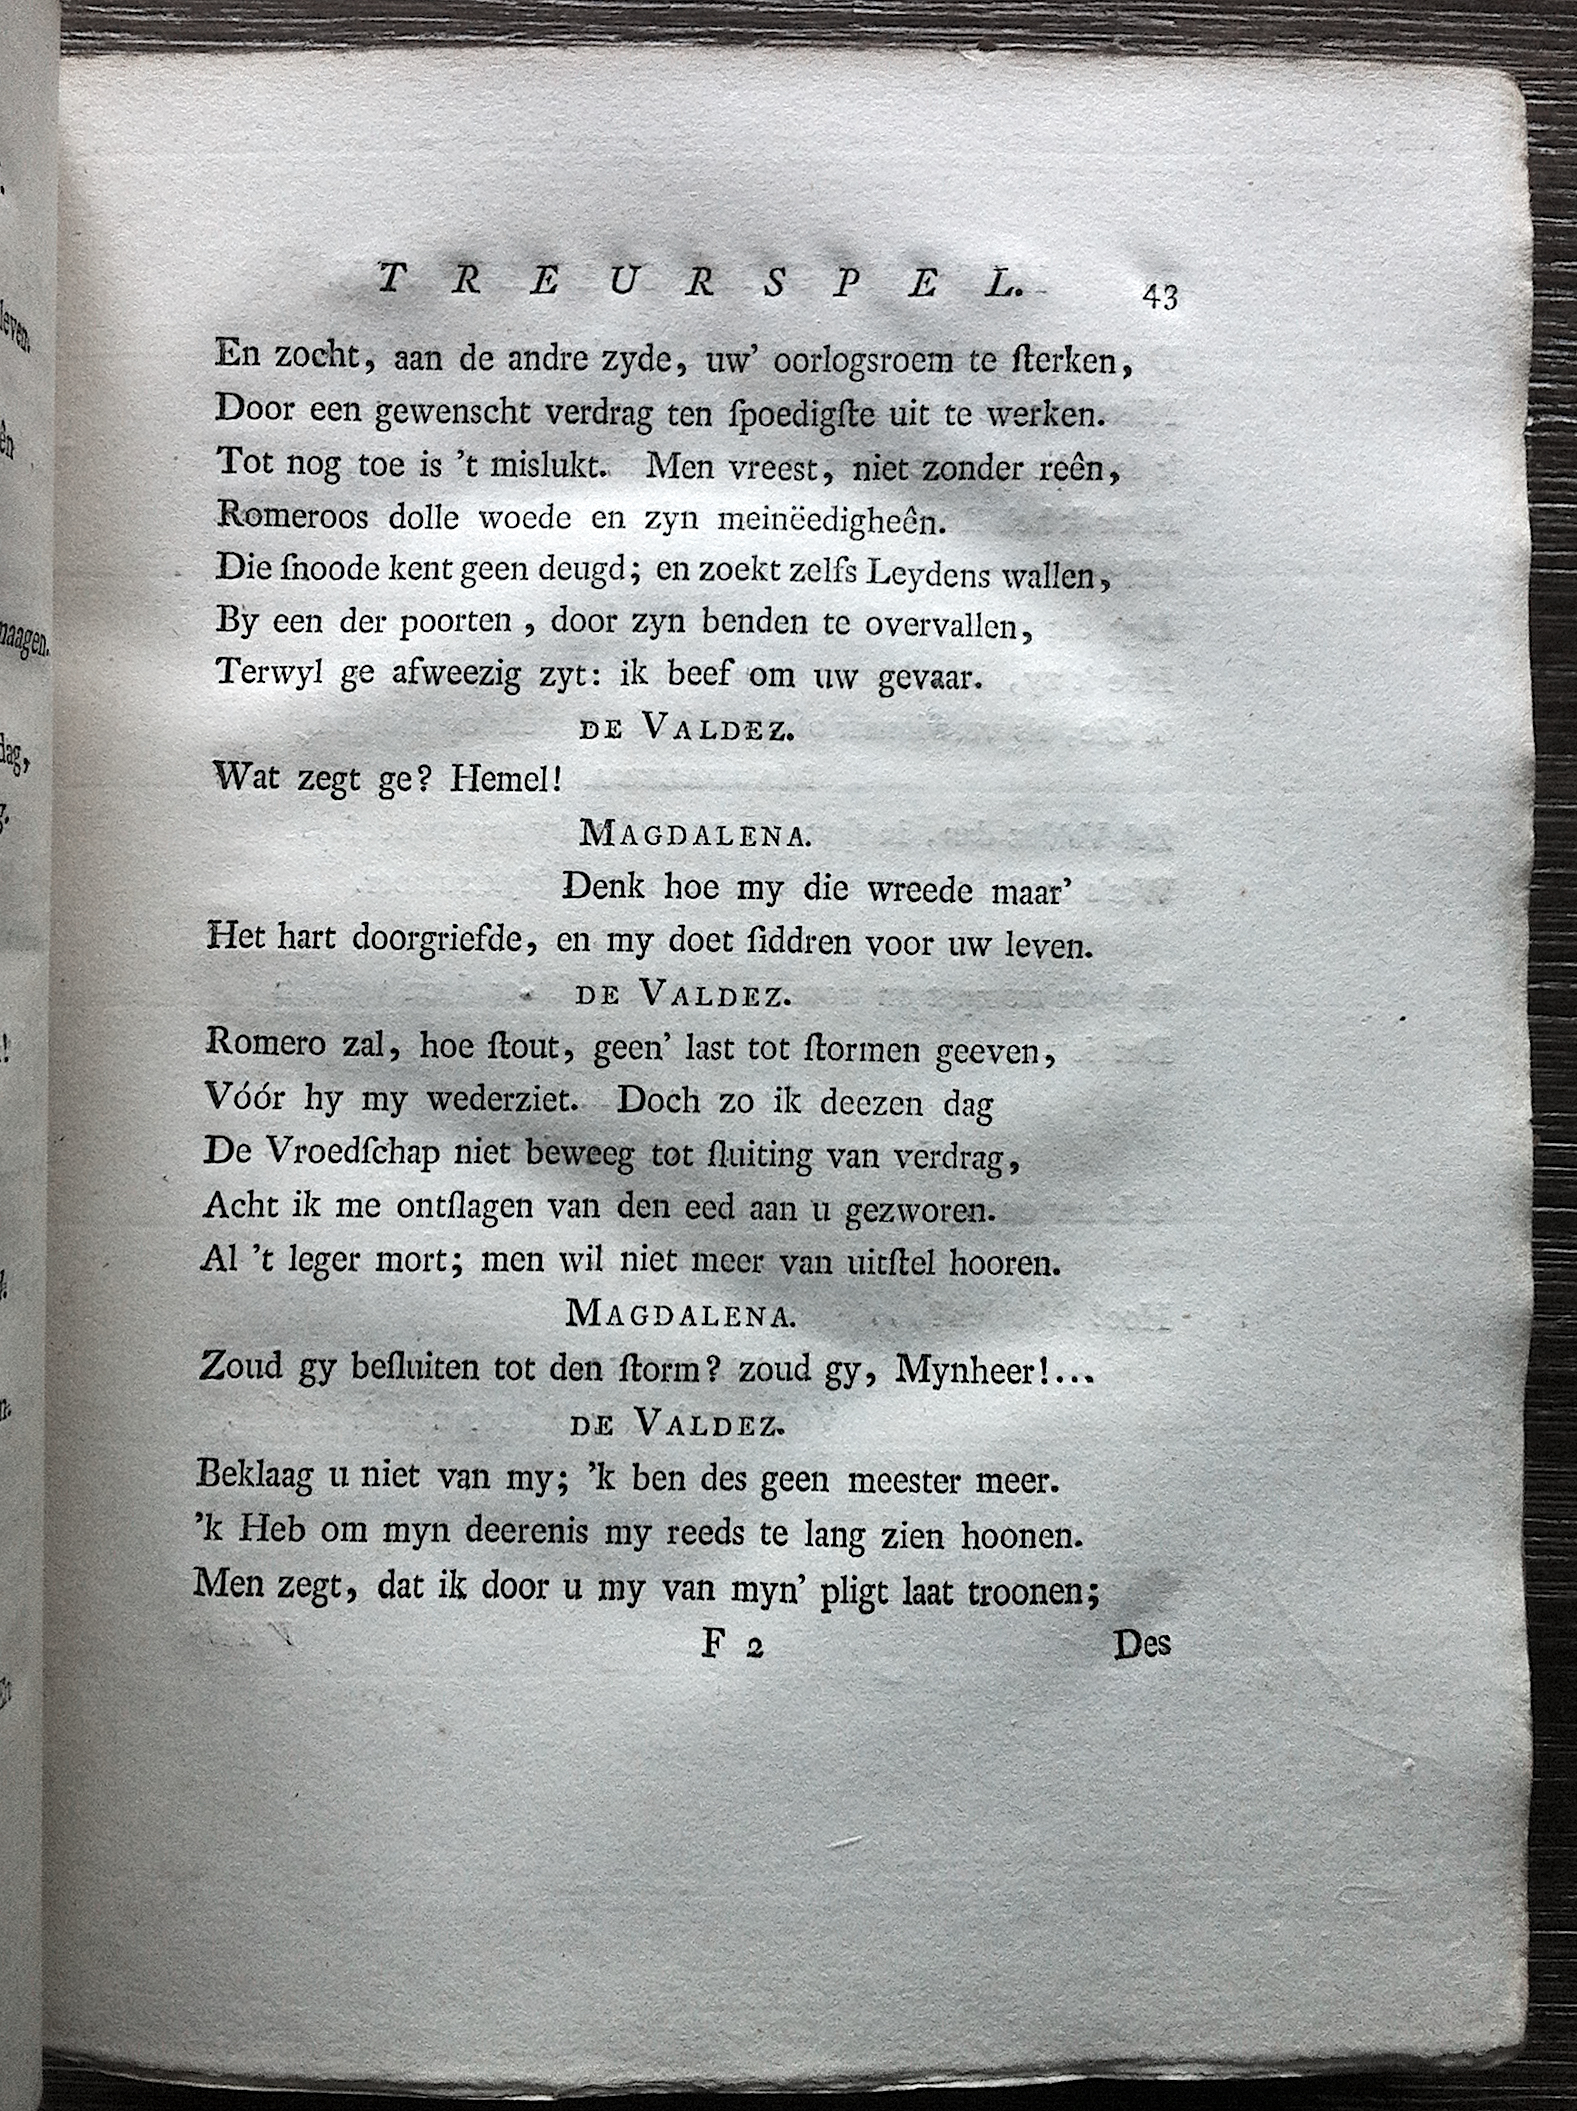 TREURSPEL. 43
En zocht, aan de andre zyde, uw’ oorlogsroem te ſterken,
Door een gewenscht verdrag ten ſpoedigſte uit te werken.
Tot nog toe is ’t mislukt. Men vreest, niet zonder reên,
Romeroos dolle woede en zyn meinëedigheên.
Die ſnoode kent geen deugd; en zoekt zelfs Leydens wallen,
By een der poorten, door zyn benden te overvallen,
Terwyl ge afweezig zyt: ik beef om uw gevaar.
DE VALDEZ.
Wat zegt ge? Hemel!
MAGDALENA.
Denk hoe my die wreede maar’
Het hart doorgriefde, en my doet ſiddren voor uw leven.
DE VALDEZ.
Romero zal, hoe ſtout, geen’ last tot ſtormen geeven,
Vóór hy my wederziet. Doch zo ik deezen dag
De Vroedſchap niet beweeg tot ſluiting van verdrag,
Acht ik me ontſlagen van den eed aan u gezworen.
Al ’t leger mort; men wil niet meer van uitſtel hooren.
MAGDALENA.
Zoud gy beſluiten tot den ſtorm? zoud gy, Mynheer!...
DE VALDEZ.
Beklaag u niet van my; ’k ben des geen meester meer.
’k Heb om myn deerenis my reeds te lang zien hoonen.
Men zegt, dat ik door u my van myn’ pligt laat troonen;
F 2 Des